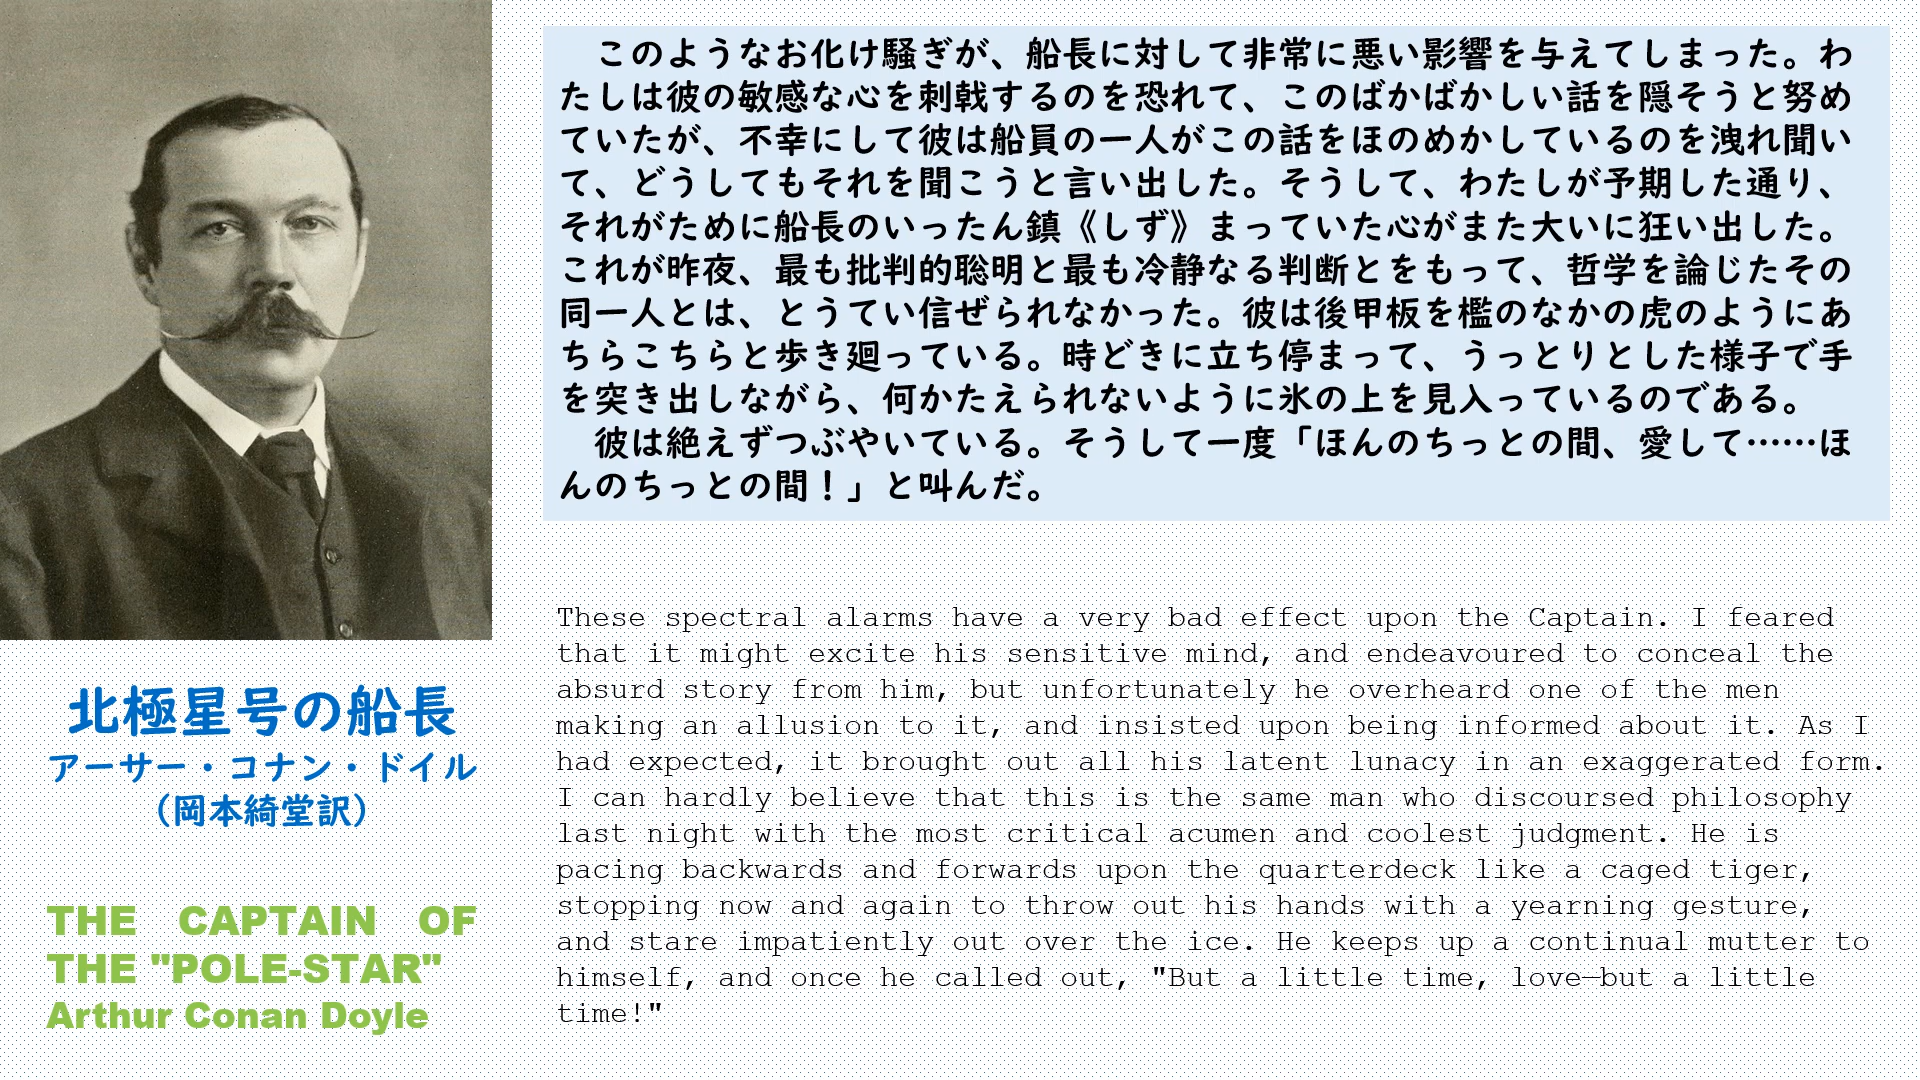 このようなお化け騒ぎが、船長に対して非常に悪い影響を与えてしまった。わ
たしは彼の敏感な心を刺戟するのを恐れて、このばかばかしい話を隠そうと努め
ていたが、不幸にして彼は船員の一人がこの話をほのめかしているのを洩れ聞い
て、どうしてもそれを聞こうと言い出した。そうして、わたしが予期した通り、
それがために船長のいったん鎮《しず》まっていた心がまた大いに狂い出した。
これが昨夜、最も批判的聡明と最も冷静なる判断とをもって、哲学を論じたその
同一人とは、とうてい信ぜられなかった。彼は後甲板を檻のなかの虎のようにあ
ちらこちらと歩き廻っている。時どきに立ち停まって、うっとりとした様子で手
を突き出しながら、何かたえられないように氷の上を見入っているのである。
彼は絶えずつぶやいている。そうして一度「ほんのちっとの間、愛して……ほ
んのちっとの間！」と叫んだ。
These spectral alarms have a very bad effect upon the Captain. I feared
that it might excite his sensitive mind, and endeavoured to conceal the
absurd story from him, but unfortunately he overheard one of the men
making an allusion to it, and insisted upon being informed about it. As I
had expected, it brought out all his latent lunacy in an exaggerated form.
I can hardly believe that this is the same man who discoursed philosophy
last night with the most critical acumen and coolest judgment. He is
pacing backwards and forwards upon the quarterdeck like a caged tiger,
stopping now and again to throw out his hands with a yearning gesture,
and stare impatiently out over the ice. He keeps up a continual mutter to
himself, and once he called out, "But a little time, love—but a little
time!"
北極星号の船長
アーサー・コナン・ドイル
（岡本綺堂訳）
THE CAPTAIN OF
THE "POLE-STAR"
Arthur Conan Doyle